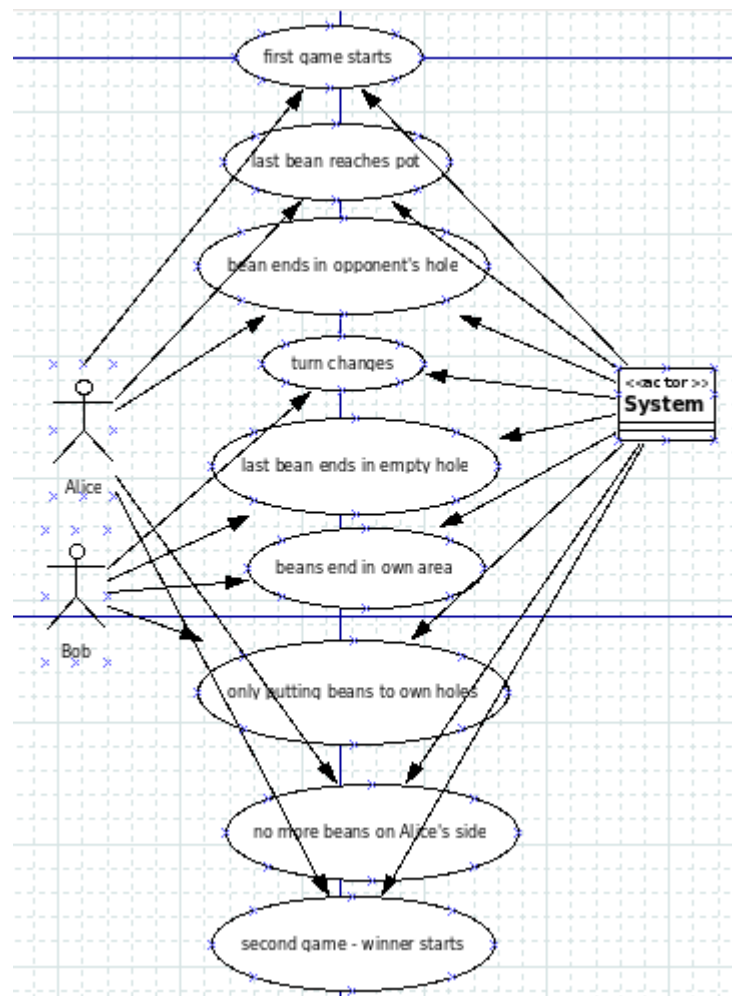 first game starts
last bean reaches pot
bean ends in opponent's hole
turn changes
<<actor>>
System
last bean ends in empty hole
Alice
beans end in own area
Bob
only putting beans to own holes
no more beans on Alice's side
second game - winner starts